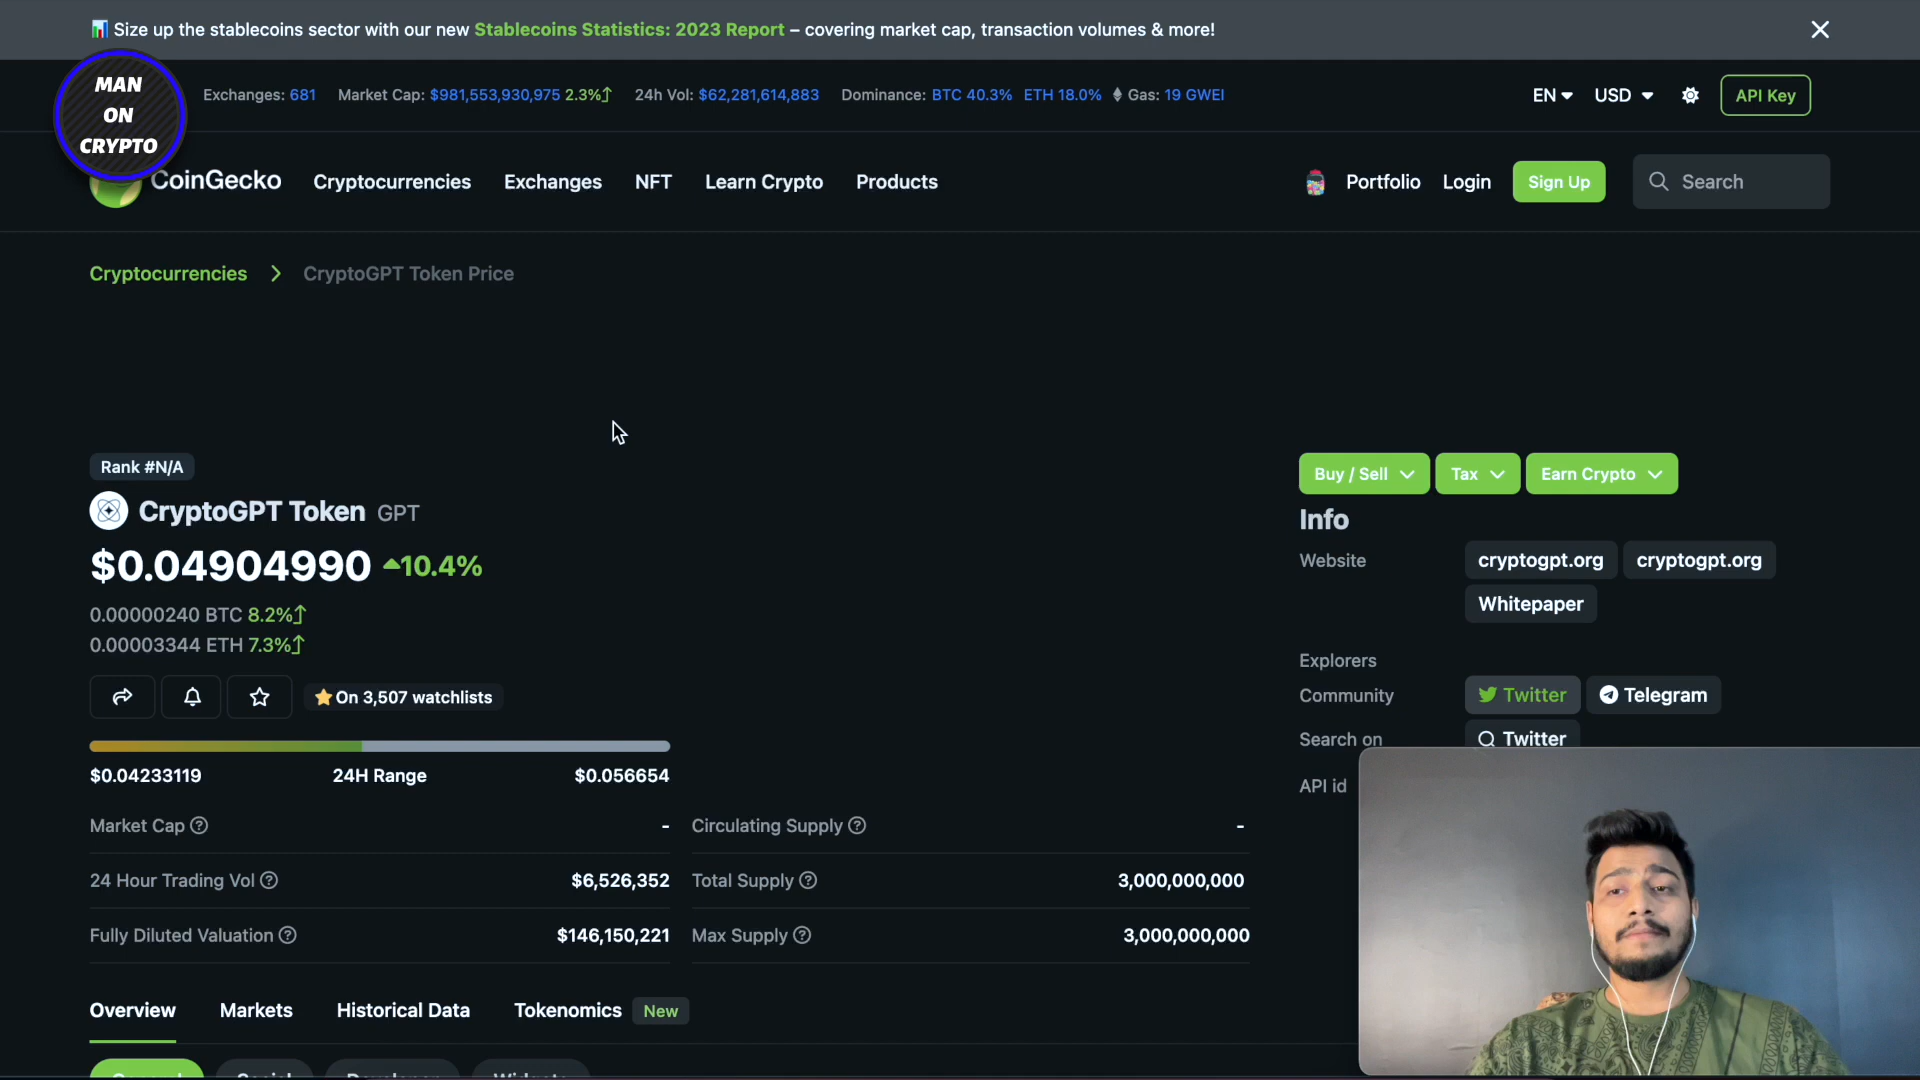 Size up the stablecoins sector with our new Stablecoins Statistics: 2023 Report – covering market cap, transaction volumes & more!
MAN
ON
CRYPTO
Exchanges: 681 Market Cap: $981,553,930,975 2.3% 24h Vol: $62,281,614,883 Dominance: BTC 40.3% ETH 18.0% Gas: 19 GWEI
EN USD API Key
CoinGecko Cryptocurrencies Exchanges NFT Learn Crypto Products Portfolio Login Sign Up Search
Cryptocurrencies > CryptoGPT Token Price
Rank #N/A
CryptoGPT Token GPT
$0.04904990 10.4%
0.00000240 BTC 8.2%
0.00003344 ETH 7.3%
On 3,507 watchlists
$0.04233119 24H Range $0.056654
Market Cap -
24 Hour Trading Vol $6,526,352
Fully Diluted Valuation $146,150,221
Circulating Supply -
Total Supply 3,000,000,000
Max Supply 3,000,000,000
Buy / Sell Tax Earn Crypto
Info
Website cryptogpt.org cryptogpt.org
Whitepaper
Explorers
Community Twitter Telegram
Search on Twitter
API id
Overview Markets Historical Data Tokenomics New